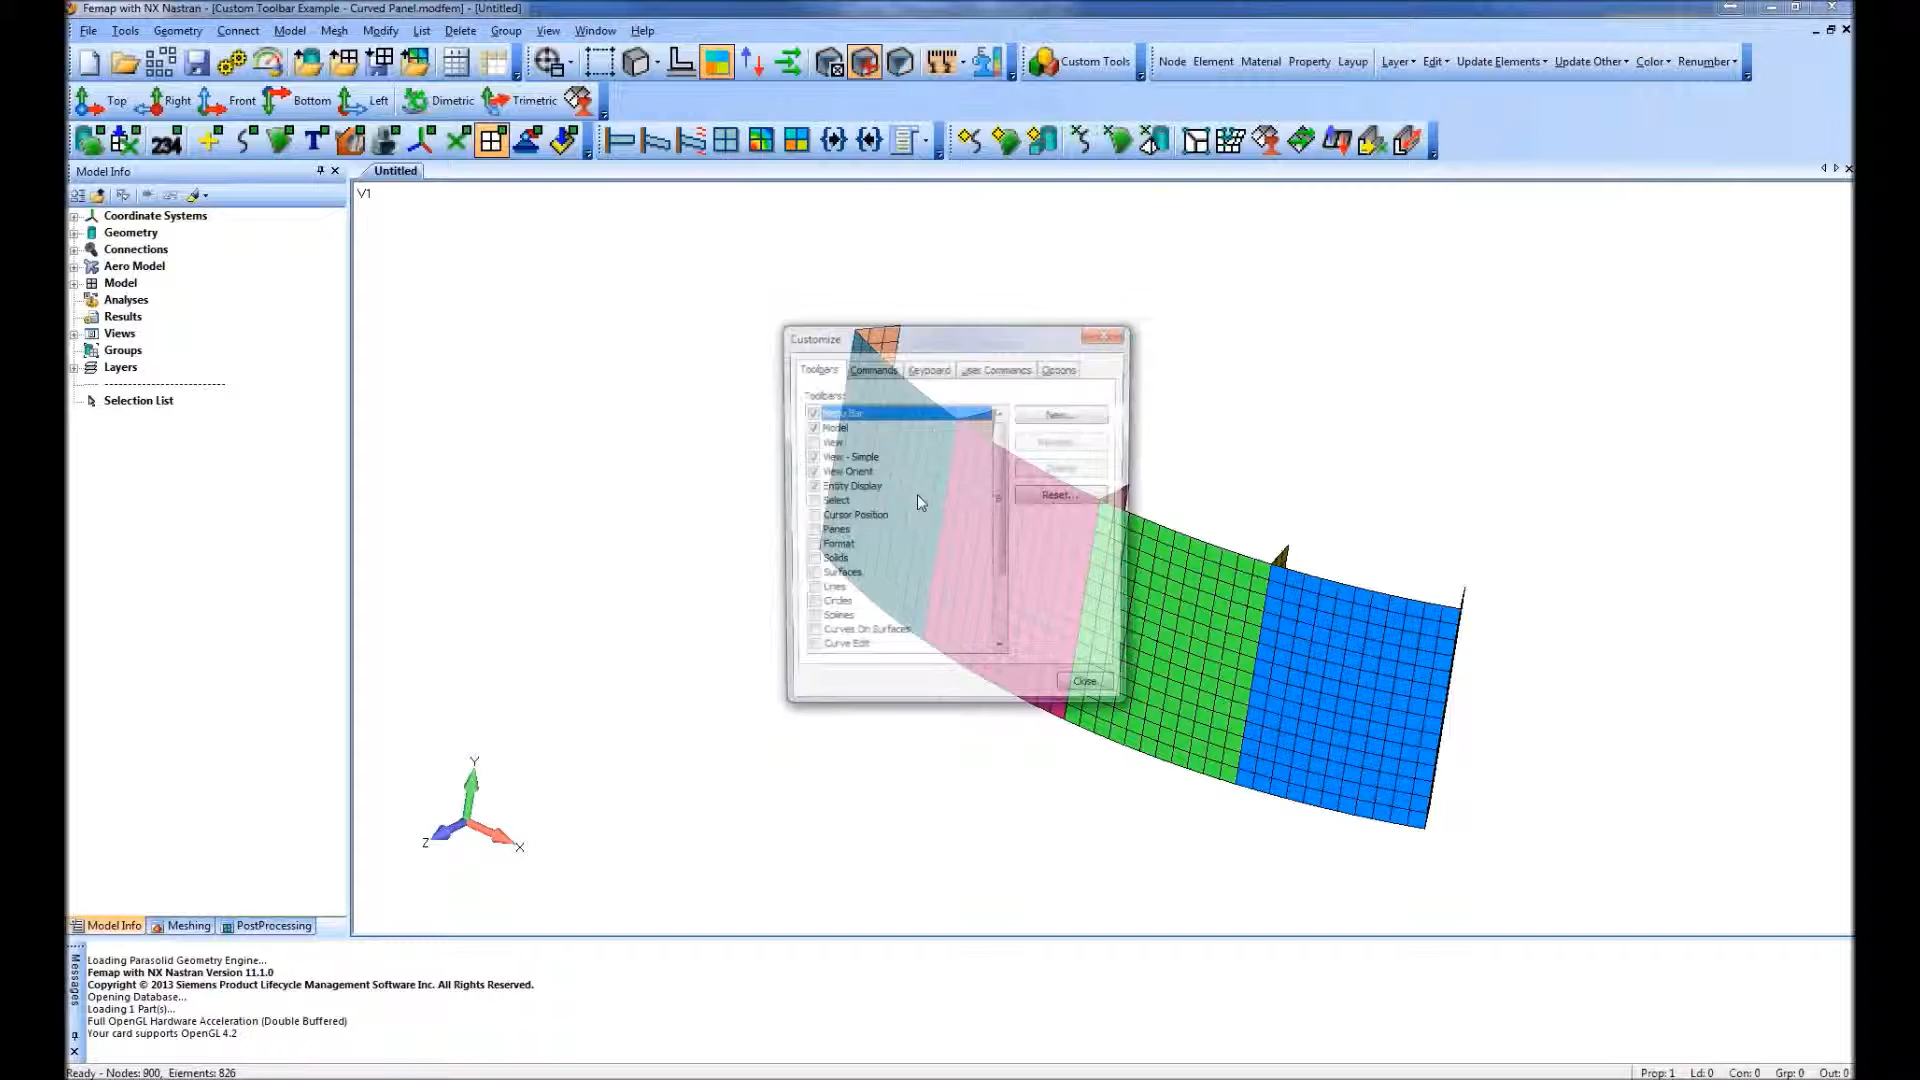 Femap with NX Nastran - [Custom Toolbar Example - Curved Panel.modfem] - [Untitled]
File Tools Geometry Connect Model Mesh Modify List Delete Group View Window Help
Custom Tools Node Element Material Property Layup Layer Edit Update Elements Update Other Color Renumber
Top Right Front Bottom Left Dimetric Trimetric
234
Model Info
Untitled
V1
Coordinate Systems
Geometry
Connections
Aero Model
Model
Analyses
Results
Views
Groups
Layers
Selection List
Customize
Toolbars Commands Keyboard User Commands Options
Toolbars:
Menu Bar
New...
Model
View
View - Simple
View Orient
Entity Display
Reset...
Select
Cursor Position
Panes
Format
Solids
Surfaces
Lines
Circles
Splines
Curves On Surfaces
Curve Edit
Close
Y
Z
X
Model Info Meshing PostProcessing
Messages
Loading Parasolid Geometry Engine...
Femap with NX Nastran Version 11.1.0
Copyright © 2013 Siemens Product Lifecycle Management Software Inc. All Rights Reserved.
Opening Database...
Loading 1 Part(s)...
Full OpenGL Hardware Acceleration (Double Buffered)
Your card supports OpenGL 4.2
Ready - Nodes: 900, Elements: 826
Prop: 1 Ld: 0 Con: 0 Grp: 0 Out: 0